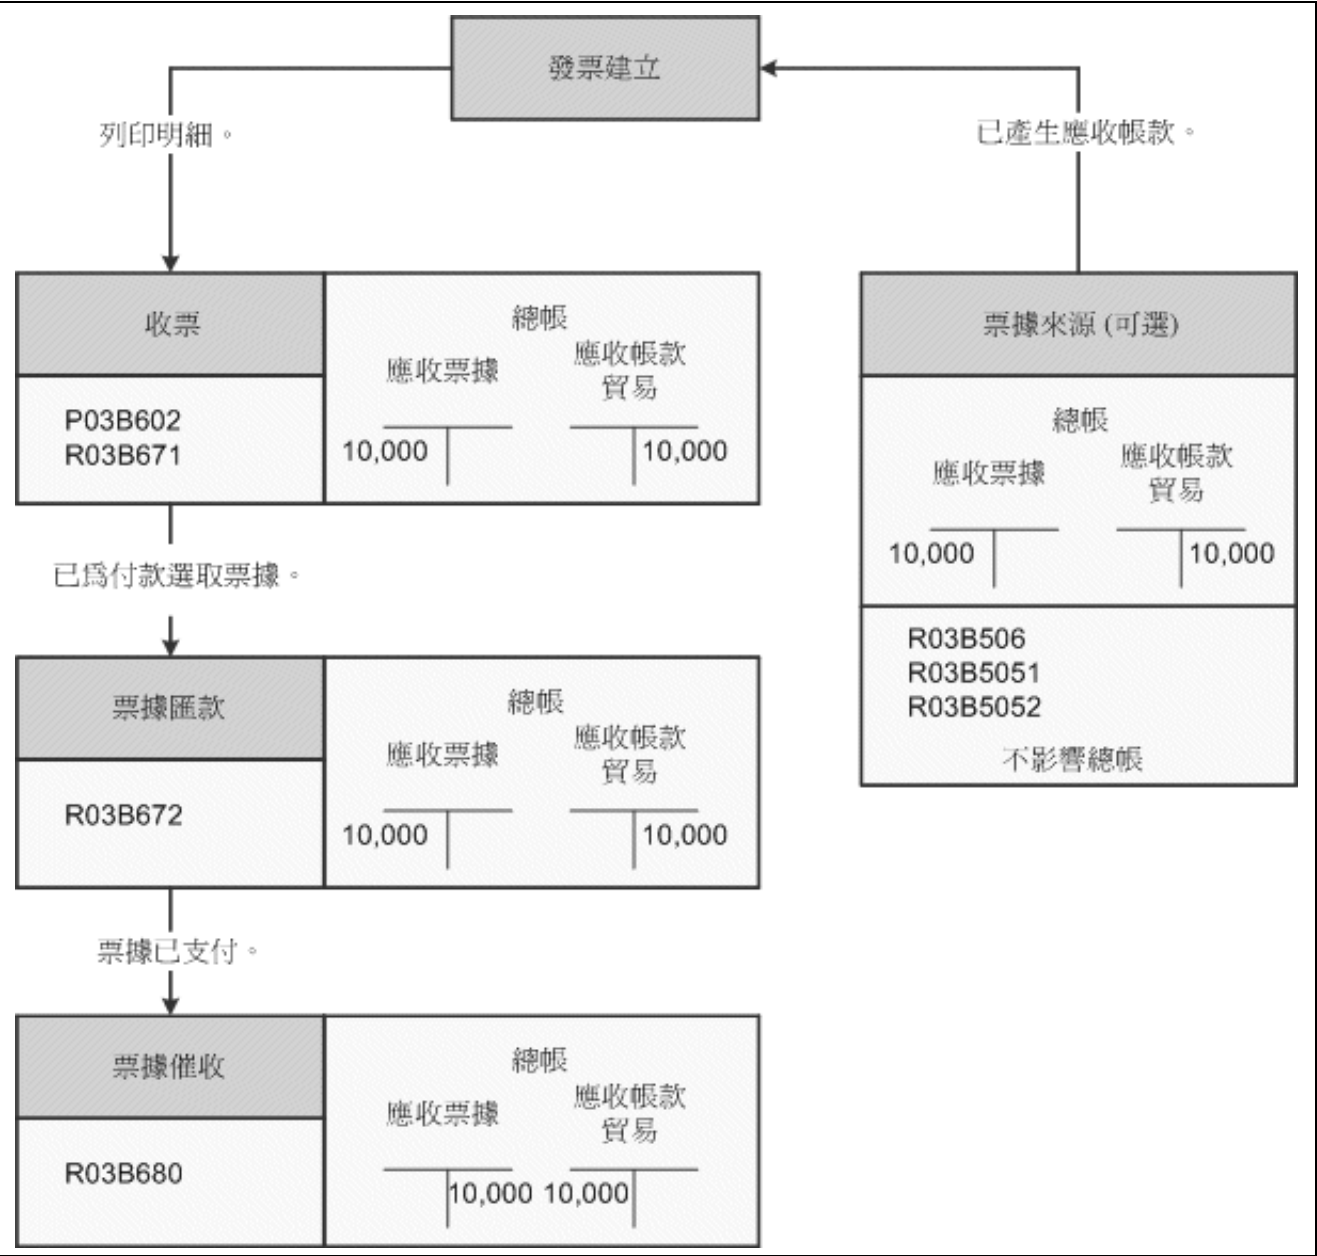 發票建立
列印明細。
已產生應收帳款。
收票
P03B602
R03B671
總帳
應收票據
應收帳款
貿易
10,000
10,000
已爲付款選取票據。
票據匯款
R03B672
總帳
應收票據
應收帳款
貿易
10,000
10,000
票據已支付。
票據催收
R03B680
總帳
應收票據
應收帳款
貿易
10,000 10,000
票據來源 (可選)
總帳
應收票據
應收帳款
貿易
10,000
10,000
R03B506
R03B5051
R03B5052
不影響總帳